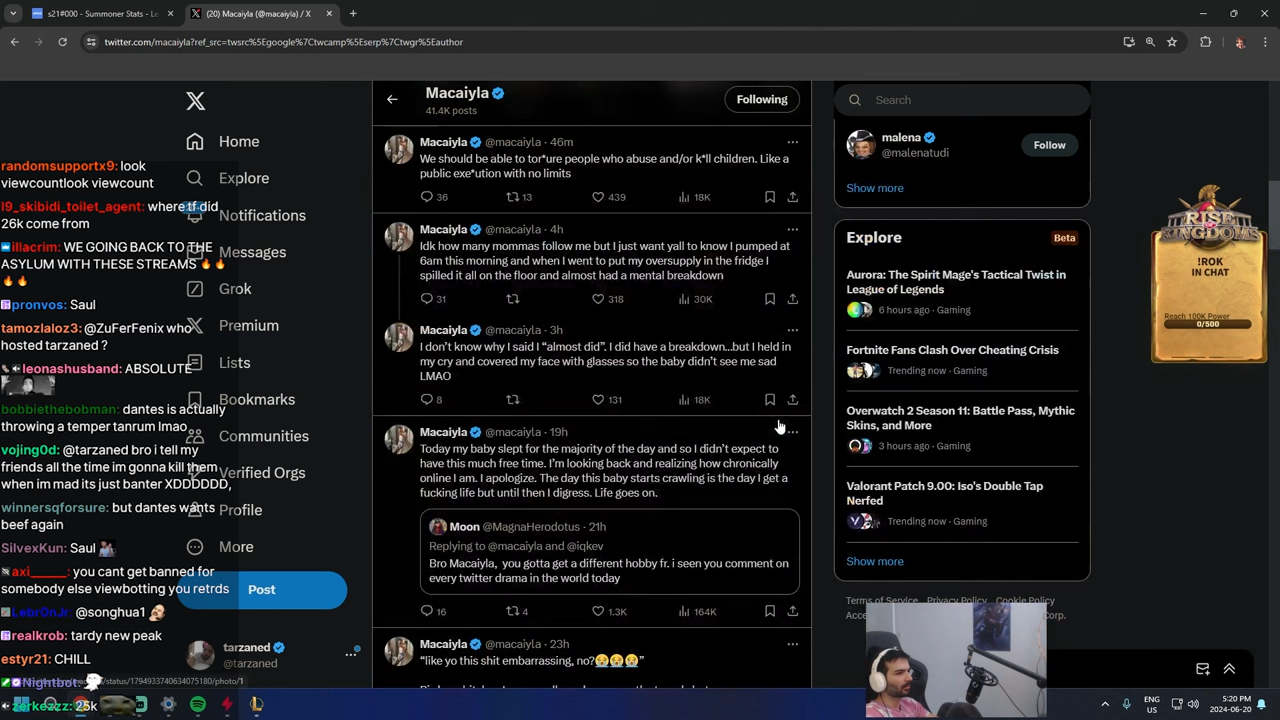 s21#000 - Summoner Stats - Le
(20) Macaiyla (@macaiyla) / X
twitter.com/macaiyla?ref_src=twsrc%5Egoogle%7Ctwcamp%5Eserp%7Ctwgr%5Eauthor
randomsupportx9: look
viewcountlook viewcount
l9_skibidi_toilet_agent: where tf did
26k come from
illacrim: WE GOING BACK TO THE
ASYLUM WITH THESE STREAMS
pronvos: Saul
tamozlaloz3: @ZuFerFenix who
hosted tarzaned ?
leonashusband: ABSOLUTE
bobbiethebobman: dantes is actually
throwing a temper tanrum lmao
vojing0d: @tarzaned bro i tell my
friends all the time im gonna kill them
when im mad its just banter XDDDDDD,
winnersqforsure: but dantes wants
beef again
SilvexKun: Saul
axi_____: you cant get banned for
somebody else viewbotting you retrds
Lebr0nJr: @songhua1
realkrob: tardy new peak
estyr21: CHILL
Nightbot:
zerkezzz: 25k
Home
Explore
Notifications
Messages
Grok
Premium
Lists
Bookmarks
Communities
Verified Orgs
Profile
More
Post
tarzaned
@tarzaned
Macaiyla
41.4K posts
Following
Macaiyla @macaiyla · 46m
We should be able to tor*ure people who abuse and/or k*ll children. Like a
public exe*ution with no limits
36 13 439 18K
Macaiyla @macaiyla · 4h
Idk how many mommas follow me but I just want yall to know I pumped at
6am this morning and when I went to put my oversupply in the fridge I
spilled it all on the floor and almost had a mental breakdown
31 318 30K
Macaiyla @macaiyla · 3h
I don't know why I said I "almost did". I did have a breakdown...but I held in
my cry and covered my face with glasses so the baby didn't see me sad
LMAO
8 131 18K
Macaiyla @macaiyla · 19h
Today my baby slept for the majority of the day and so I didn't expect to
have this much free time. I'm looking back and realizing how chronically
online I am. I apologize. The day this baby starts crawling is the day I get a
fucking life but until then I digress. Life goes on.
Moon @MagnaHerodotus · 21h
Replying to @macaiyla and @iqkev
Bro Macaiyla, you gotta get a different hobby fr. i seen you comment on
every twitter drama in the world today
16 4 1.3K 164K
Macaiyla @macaiyla · 23h
"like yo this shit embarrassing, no?😭😭😭"
Search
malena
@malenatudi
Follow
Show more
Explore
Beta
Aurora: The Spirit Mage's Tactical Twist in
League of Legends
6 hours ago · Gaming
Fortnite Fans Clash Over Cheating Crisis
Trending now · Gaming
Overwatch 2 Season 11: Battle Pass, Mythic
Skins, and More
3 hours ago · Gaming
Valorant Patch 9.00: Iso's Double Tap
Nerfed
Trending now · Gaming
Show more
Terms of Service Privacy Policy Cookie Policy
RISE
KINGDOMS
!ROK
IN CHAT
Reach 100K Power
0/500
ENG
US
5:20 PM
2024-06-20